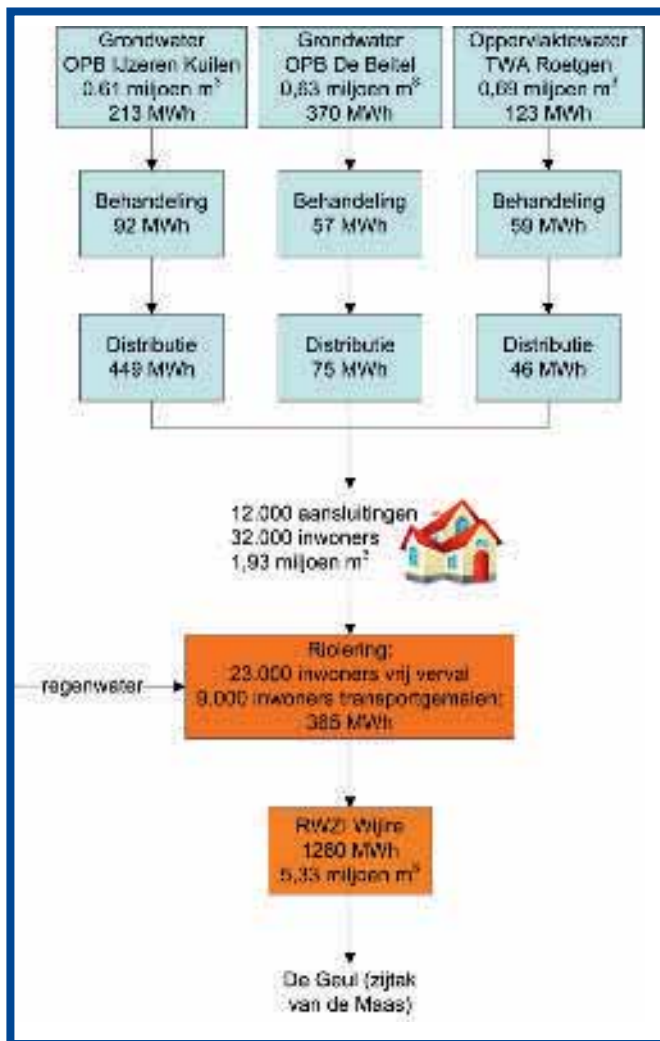 Grondwater
OPB IJzeren Kuilen
0.61 miljoen m³
213 MWh
Grondwater
OPB De Beitel
0,63 miljoen m³
370 MWh
Oppervlaktewater
TWA Roetgen
0,69 miljoen m³
123 MWh
Behandeling
92 MWh
Behandeling
57 MWh
Behandeling
59 MWh
Distributie
449 MWh
Distributie
75 MWh
Distributie
46 MWh
12.000 aansluitingen
32.000 inwoners
1,93 miljoen m³
regenwater
Riolering:
23.000 inwoners vrij verval
9.000 inwoners transportgemalen:
MWh
RWZI Wijlre
MWh
5,33 miljoen m³
De Geul (zijtak
van de Maas)